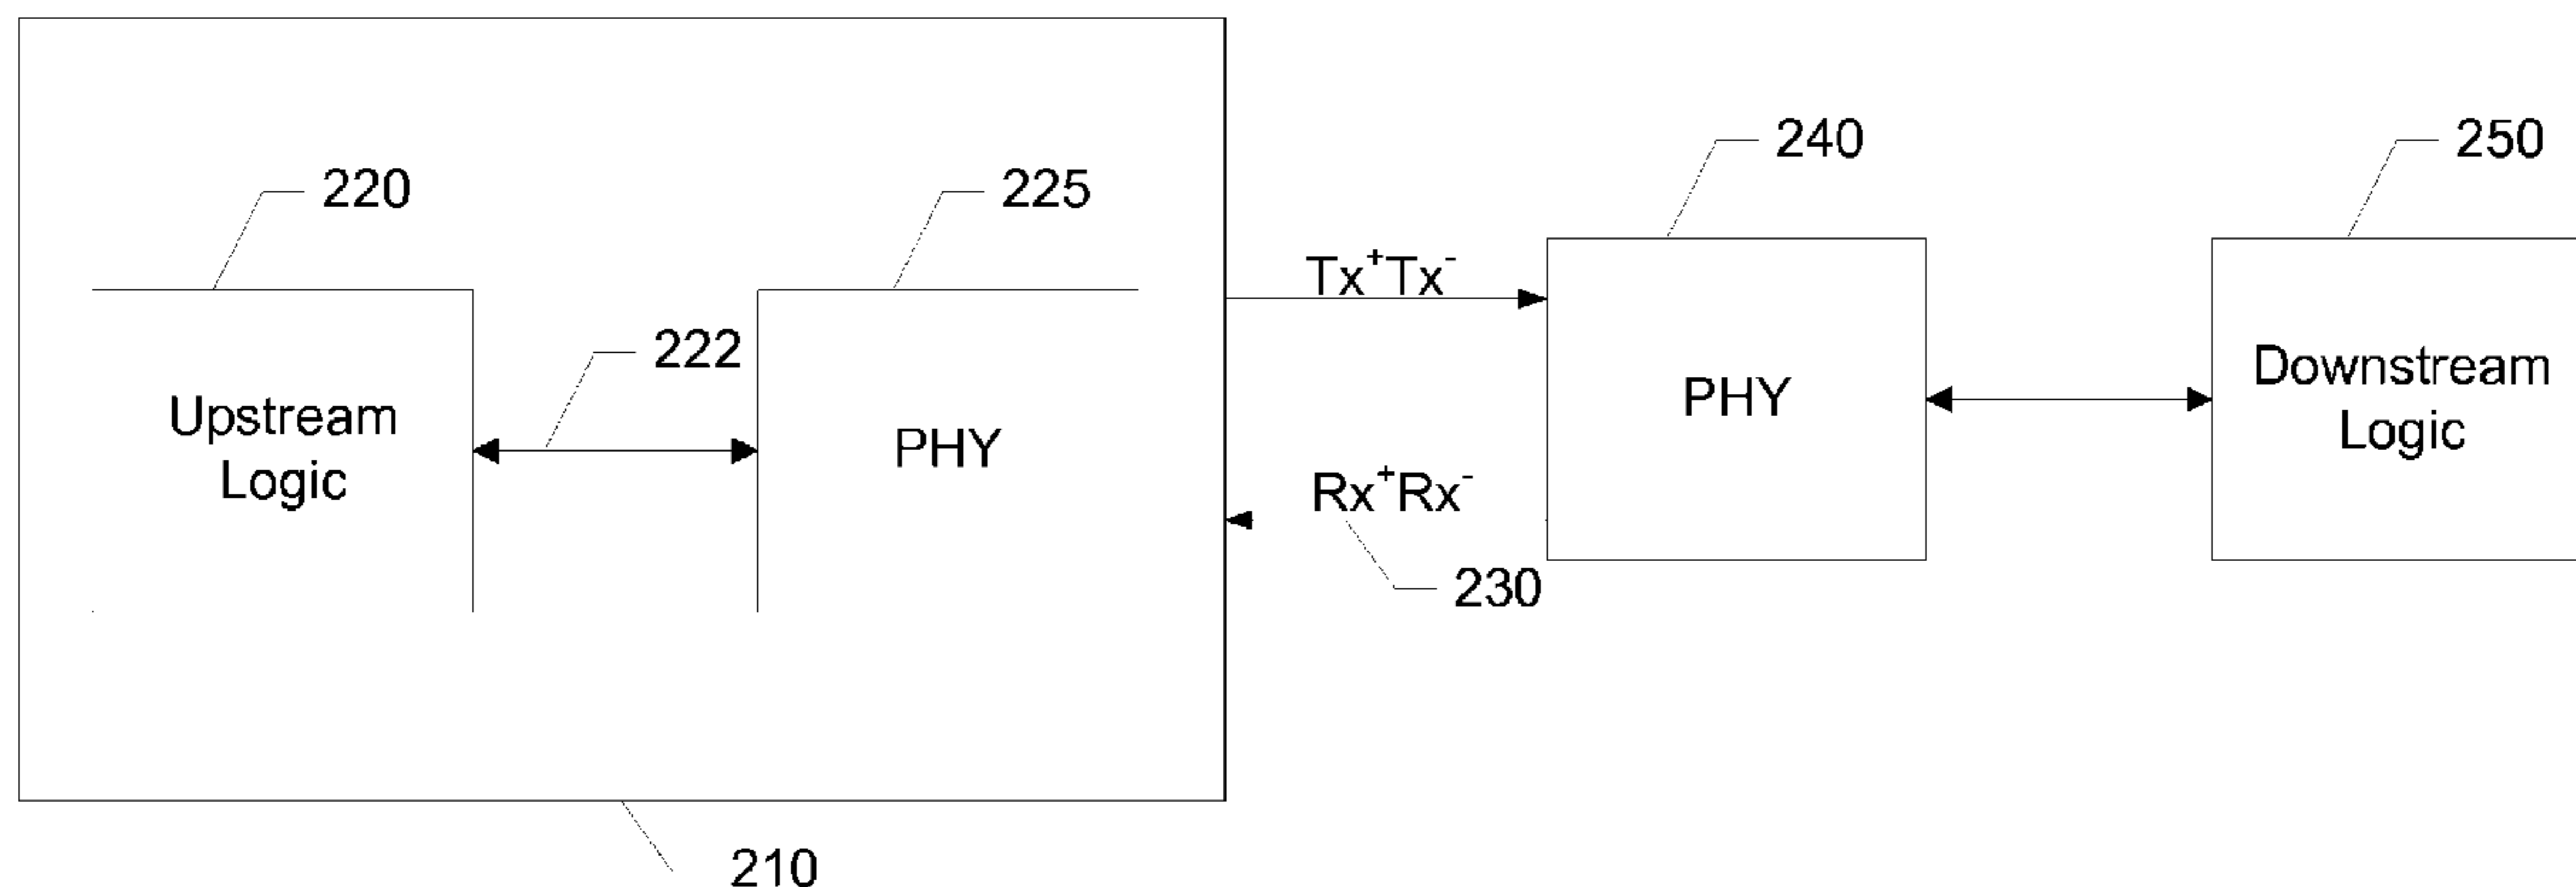 240
250
220
225
Tx⁺Tx⁻
222
Downstream
Logic
PHY
Upstream
Logic
PHY
Rx⁺Rx⁻
230
210